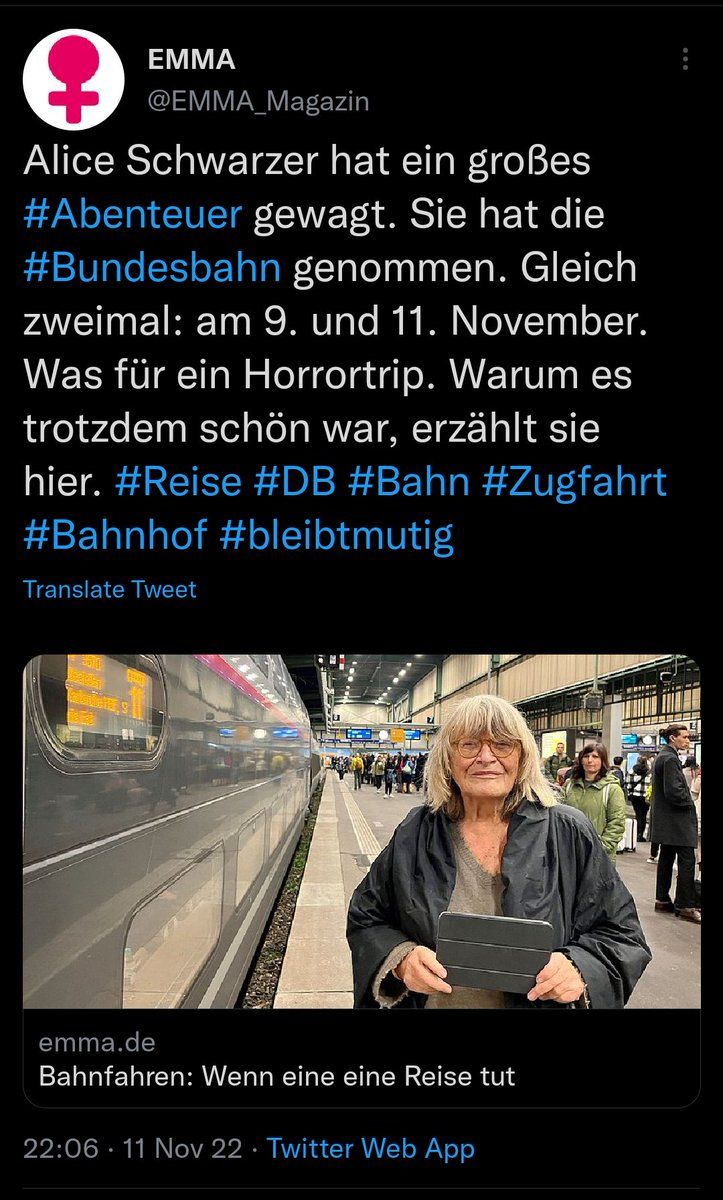 EMMA
@EMMA_Magazin
Alice Schwarzer hat ein großes
#Abenteuer gewagt. Sie hat die
#Bundesbahn genommen. Gleich
zweimal: am 9. und 11. November.
Was für ein Horrortrip. Warum es
trotzdem schön war, erzählt sie
hier. #Reise #DB #Bahn #Zugfahrt
#Bahnhof #bleibtmutig
Translate Tweet
11
emma.de
Bahnfahren: Wenn eine eine Reise tut
22:06 · 11 Nov 22 · Twitter Web App